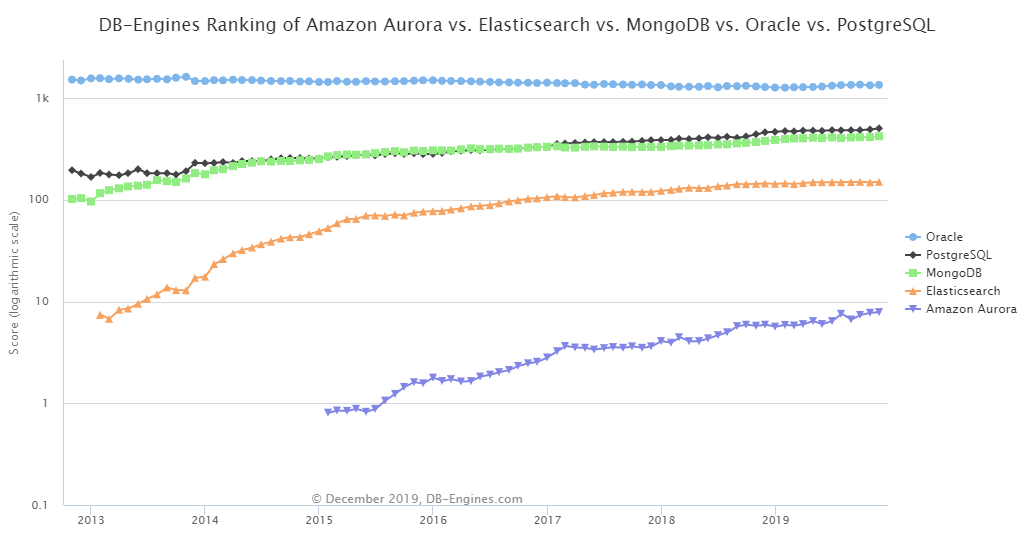 DB-Engines Ranking of Amazon Aurora vs. Elasticsearch vs. MongoDB vs. Oracle vs. PostgreSQL
Score (logarithmic scale)
1k
100
10
1
0.1
2013
2014
2015
2016
2017
2018
2019
© December 2019, DB-Engines.com
Oracle
PostgreSQL
MongoDB
Elasticsearch
Amazon Aurora